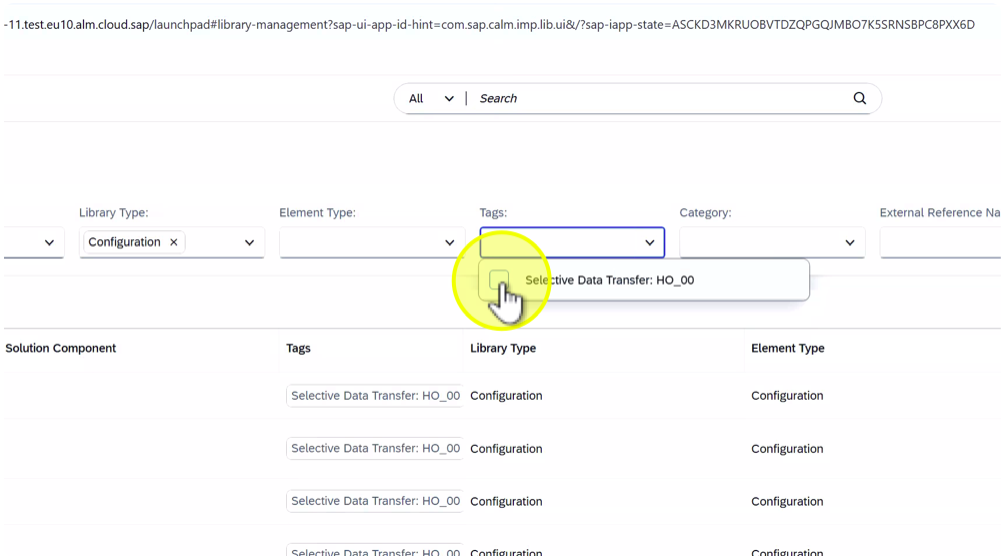 -11.test.eu10.alm.cloud.sap/launchpad#library-management?sap-ui-app-id-hint=com.sap.calm.imp.lib.ui&/?sap-iapp-state=ASCKD3MKRUOBVTDZQPGQJMBO7K5SRNSBPC8PXX6D
All | Search
Library Type: Element Type: Tags: Category: External Reference Na
Configuration ×
Selective Data Transfer: HO_00
Solution Component Tags Library Type Element Type
Selective Data Transfer: HO_00 Configuration Configuration
Selective Data Transfer: HO_00 Configuration Configuration
Selective Data Transfer: HO_00 Configuration Configuration
Selective Data Transfer: HO_00 Configuration Configuration